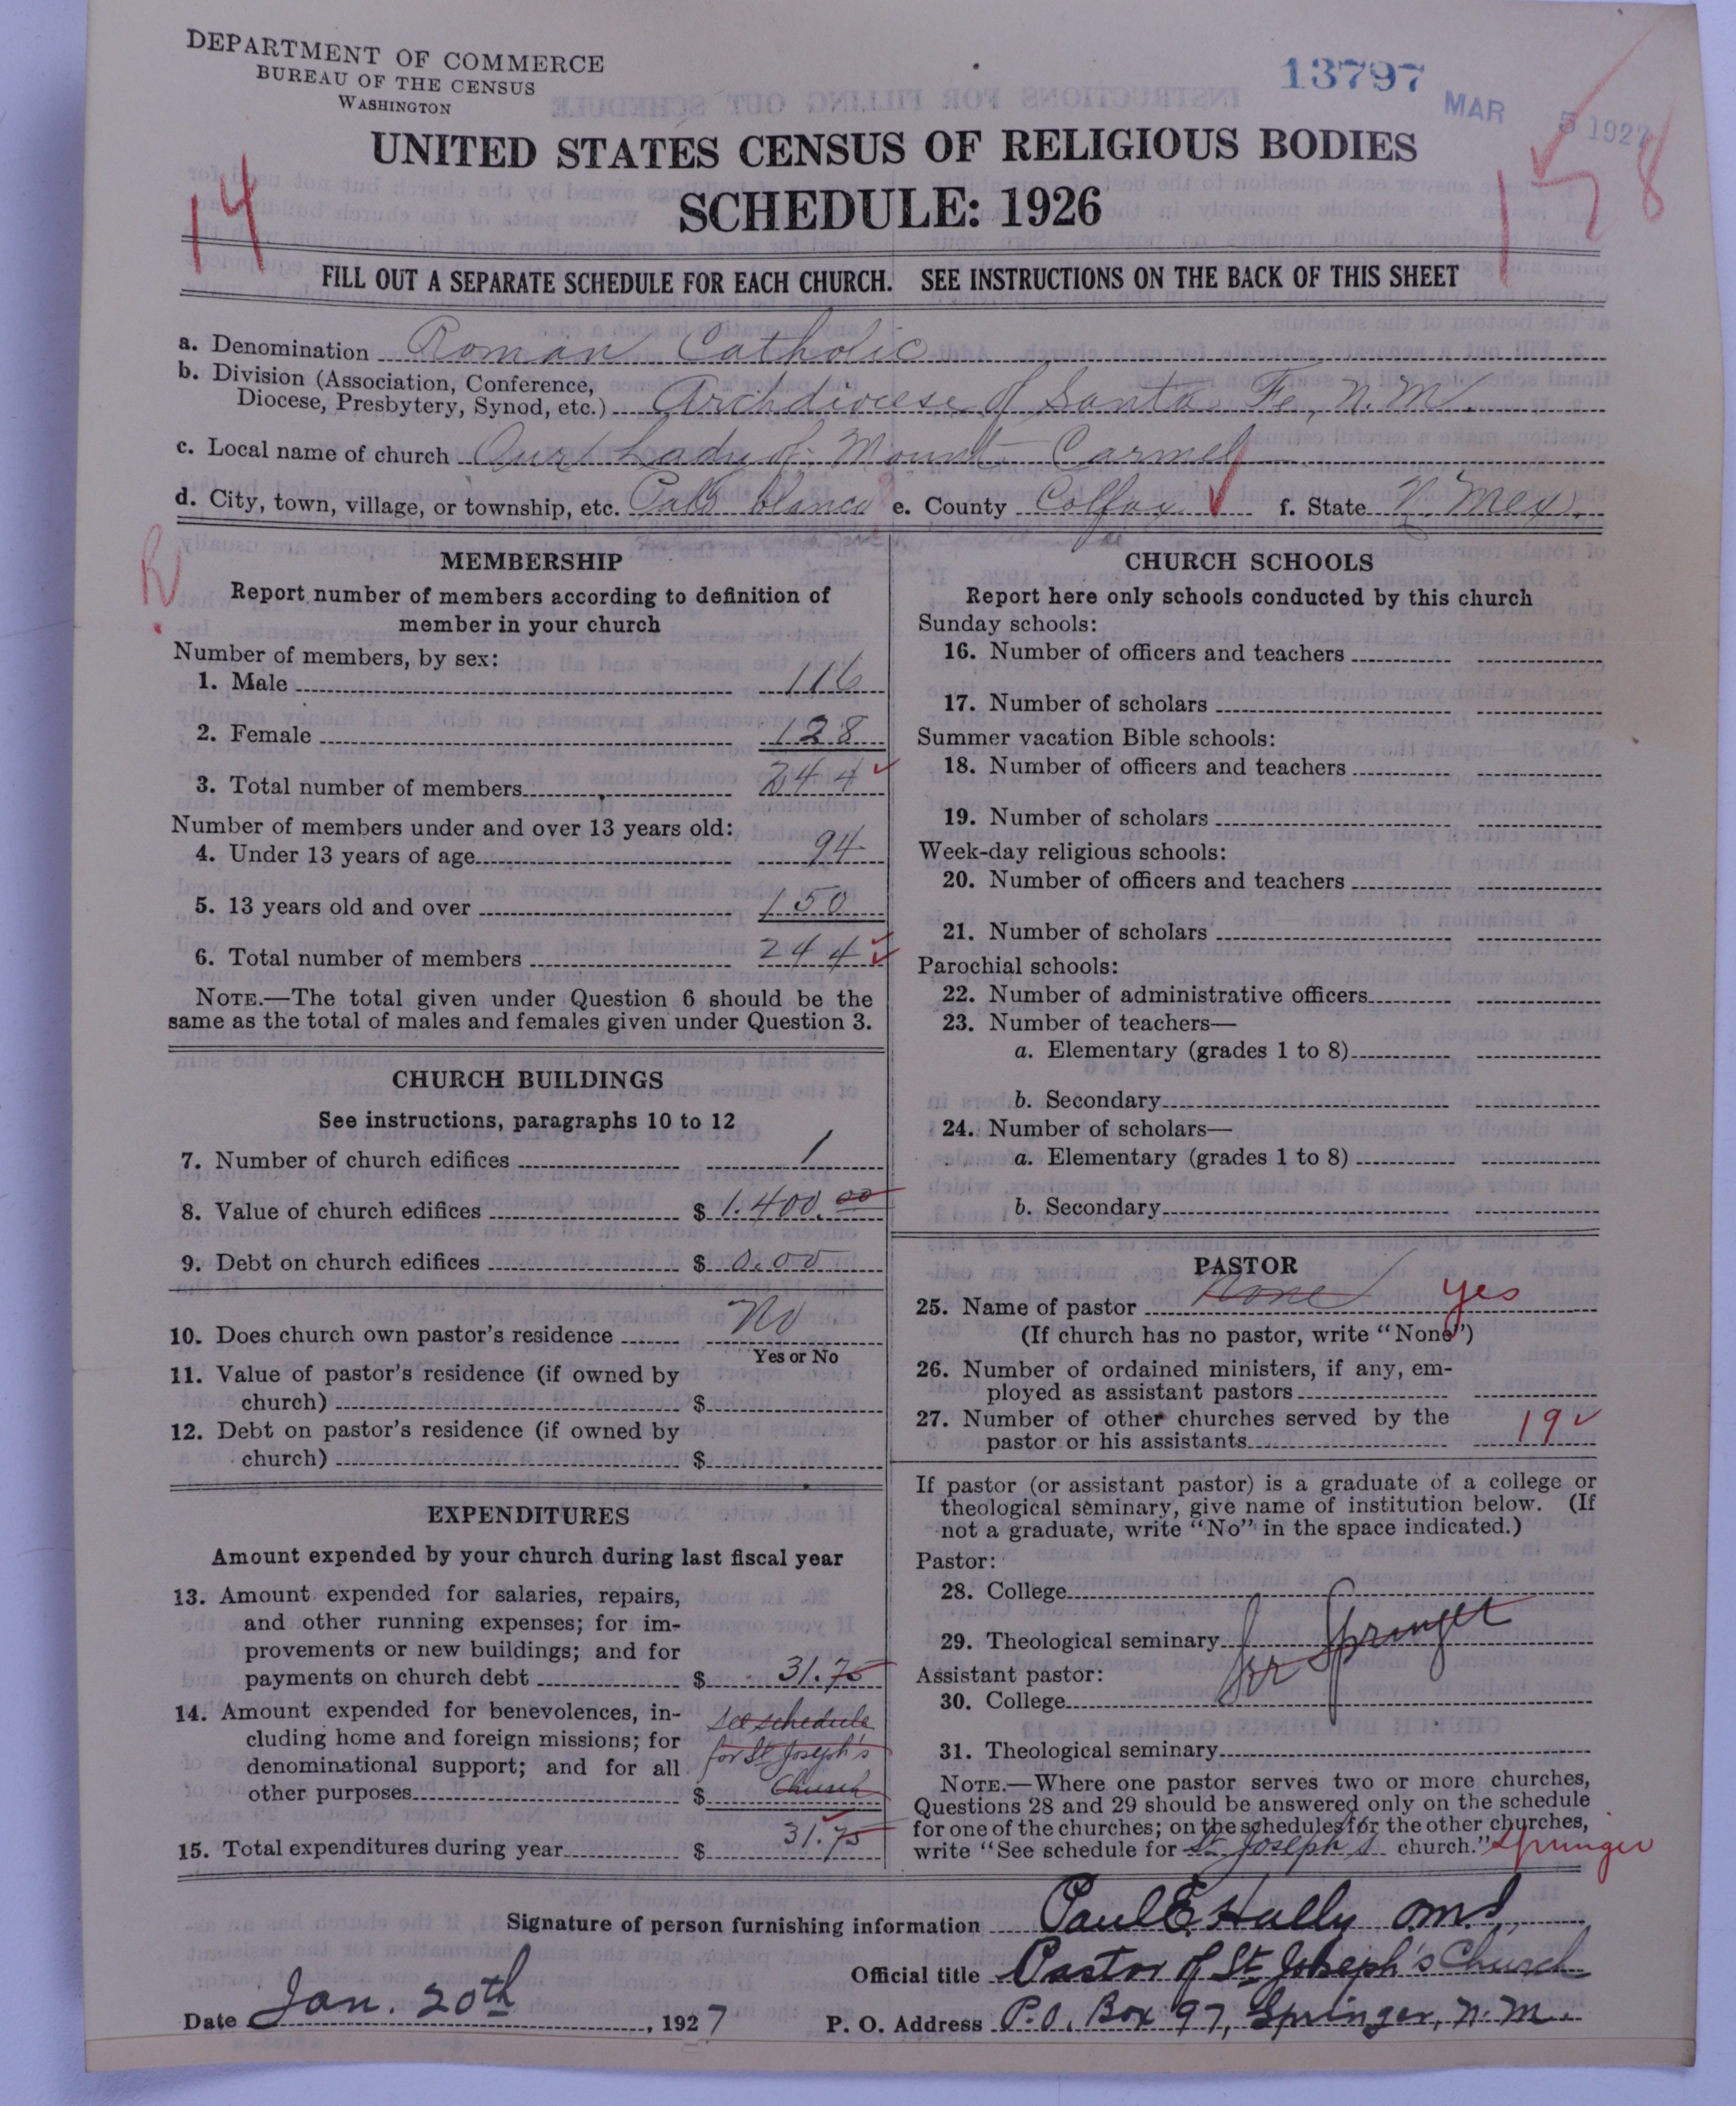 DEPARTMENT OF COMMERCE
BUREAU OF THE CENSUS
WASHINGTON
13797
MAR 5 1927
UNITED STATES CENSUS OF RELIGIOUS BODIES
SCHEDULE: 1926
14
178
FILL OUT A SEPARATE SCHEDULE FOR EACH CHURCH. SEE INSTRUCTIONS ON THE BACK OF THIS SHEET
a. Denomination Roman Catholic
b. Division (Association, Conference,
Diocese, Presbytery, Synod, etc.) Archdiocese of Santa Fe, N.M.
c. Local name of church Our Lady of Mount Carmel
d. City, town, village, or township, etc. Palo Blanco e. County Colfax f. State N. Mex.
R
MEMBERSHIP
Report number of members according to definition of
member in your church
Number of members, by sex:
1. Male 116
2. Female 128
3. Total number of members 244
Number of members under and over 13 years old:
4. Under 13 years of age 94
5. 13 years old and over 150
6. Total number of members 244
NOTE.—The total given under Question 6 should be the
same as the total of males and females given under Question 3.
CHURCH BUILDINGS
See instructions, paragraphs 10 to 12
7. Number of church edifices 1
8. Value of church edifices $ 1.400.00
9. Debt on church edifices $ 0.00
10. Does church own pastor's residence No
Yes or No
11. Value of pastor's residence (if owned by
church) $
12. Debt on pastor's residence (if owned by
church) $
EXPENDITURES
Amount expended by your church during last fiscal year
13. Amount expended for salaries, repairs,
and other running expenses; for im-
provements or new buildings; and for
payments on church debt $ 31.75
14. Amount expended for benevolences, in- See schedule
cluding home and foreign missions; for
denominational support; and for all for St Joseph's
other purposes $ Church
15. Total expenditures during year $ 31.75
CHURCH SCHOOLS
Report here only schools conducted by this church
Sunday schools:
16. Number of officers and teachers
17. Number of scholars
Summer vacation Bible schools:
18. Number of officers and teachers
19. Number of scholars
Week-day religious schools:
20. Number of officers and teachers
21. Number of scholars
Parochial schools:
22. Number of administrative officers
23. Number of teachers—
a. Elementary (grades 1 to 8)
b. Secondary
24. Number of scholars—
a. Elementary (grades 1 to 8)
b. Secondary
PASTOR
25. Name of pastor None yes
(If church has no pastor, write "None")
26. Number of ordained ministers, if any, em-
ployed as assistant pastors
27. Number of other churches served by the
pastor or his assistants 19
If pastor (or assistant pastor) is a graduate of a college or
theological seminary, give name of institution below. (If
not a graduate, write "No" in the space indicated.)
Pastor:
28. College
29. Theological seminary Springer
Assistant pastor:
30. College
31. Theological seminary
NOTE.—Where one pastor serves two or more churches,
Questions 28 and 29 should be answered only on the schedule
for one of the churches; on the schedules for the other churches,
write "See schedule for St Joseph's church." Springer
Signature of person furnishing information Paul E Hally
Official title Pastor of St Joseph's Church
Date Jan. 20th, 1927 P. O. Address P.O. Box 97, Springer, N.M.